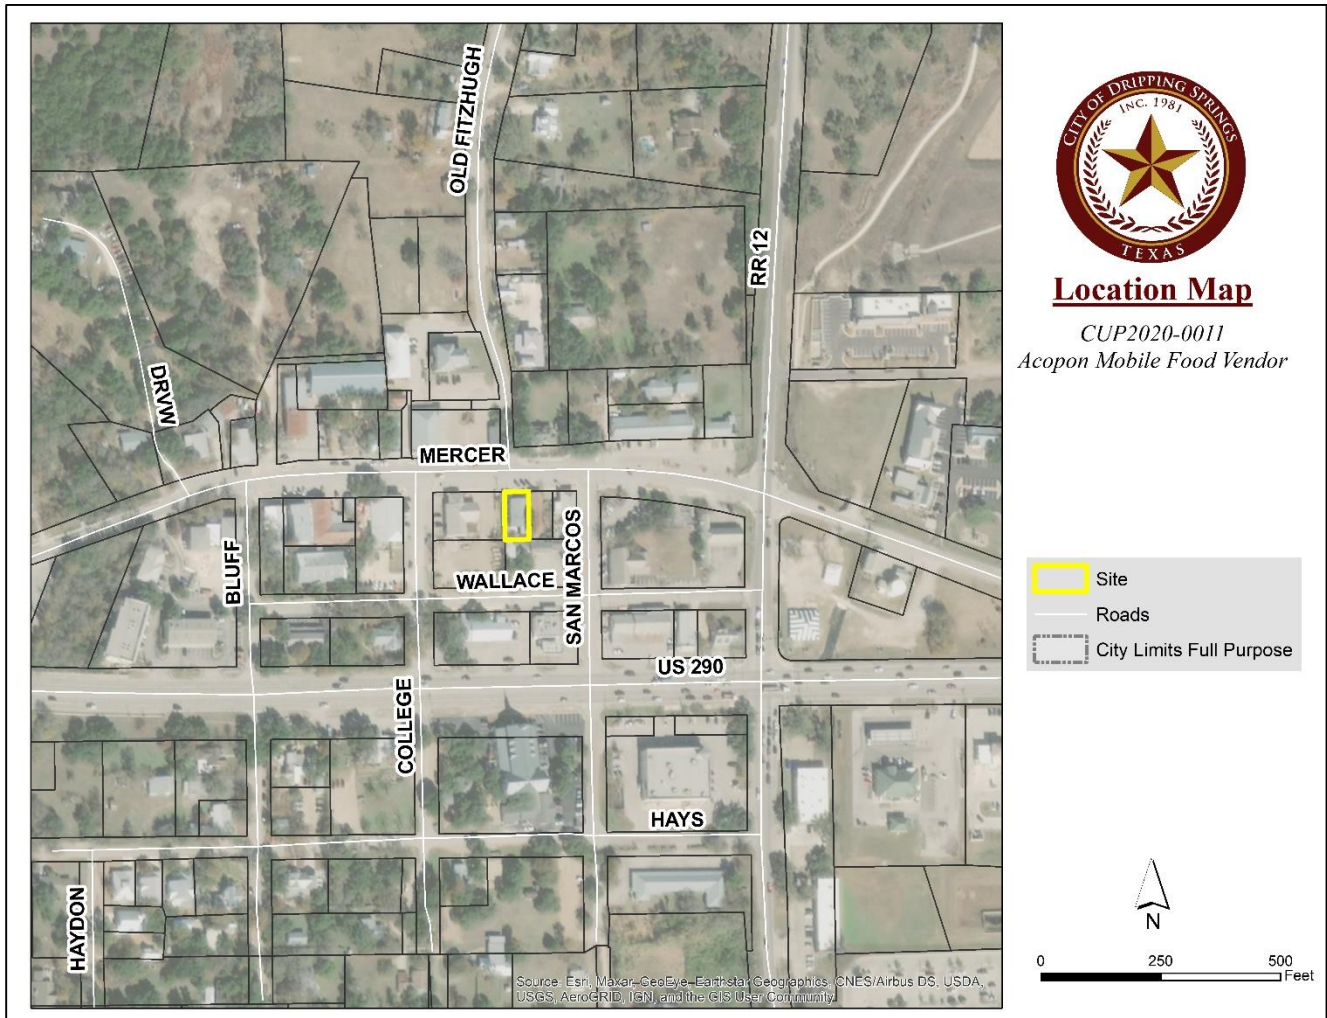 OLD FITZHUGH
RR 12
DRVW
MERCER
BLUFF
WALLACE
SAN MARCOS
US 290
COLLEGE
HAYS
HAYDON
Source: Esri, Maxar, GeoEye, Earthstar Geographics, CNES/Airbus DS, USDA,
USGS, AeroGRID, IGN, and the GIS User Community
CITY OF DRIPPING SPRINGS
INC. 1981
TEXAS
Location Map
CUP2020-0011
Acopon Mobile Food Vendor
Site
Roads
City Limits Full Purpose
N
0 250 500
Feet